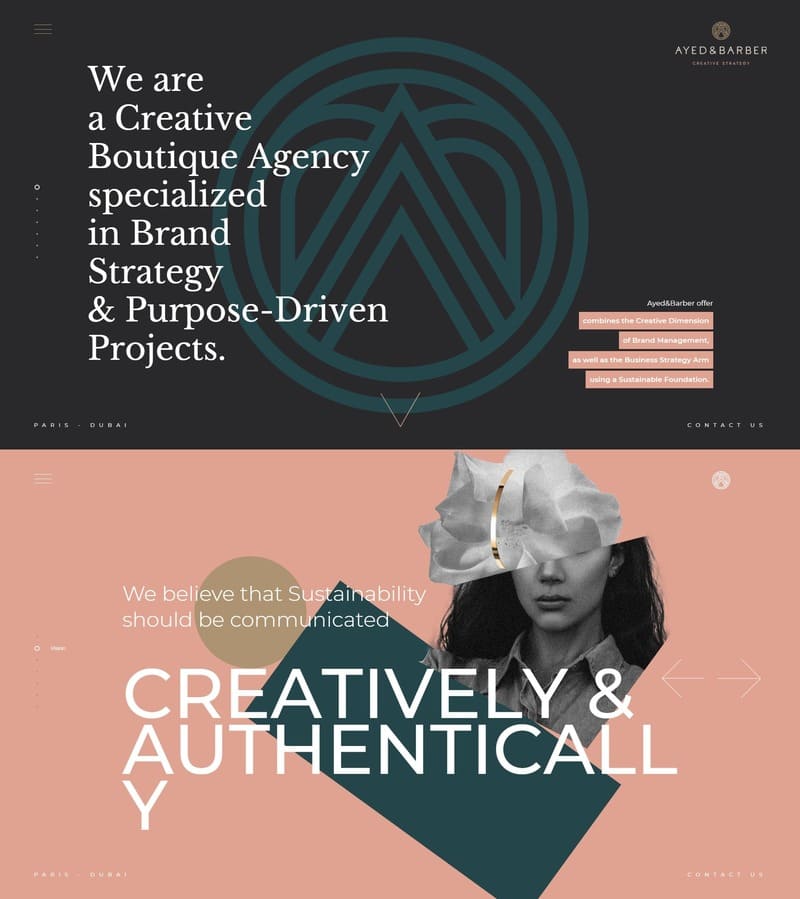 AYED&BARBER
CREATIVE STRATEGY
We are
a Creative
Boutique Agency
specialized
in Brand
Strategy
& Purpose-Driven
Projects.
Ayed&Barber offer
combines the Creative Dimension
of Brand Management,
as well as the Business Strategy Arm
using a Sustainable Foundation.
PARIS - DUBAI
CONTACT US
We believe that Sustainability
should be communicated
Vision
CREATIVELY &
AUTHENTICALL
Y
PARIS - DUBAI
CONTACT US